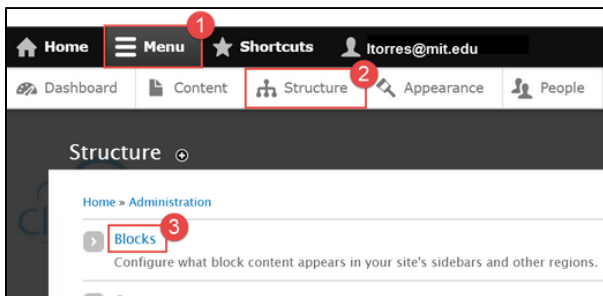 1
Home Menu Shortcuts ltorres@mit.edu
2
Dashboard Content Structure Appearance People
Structure
Home » Administration
3
Blocks
Configure what block content appears in your site's sidebars and other regions.